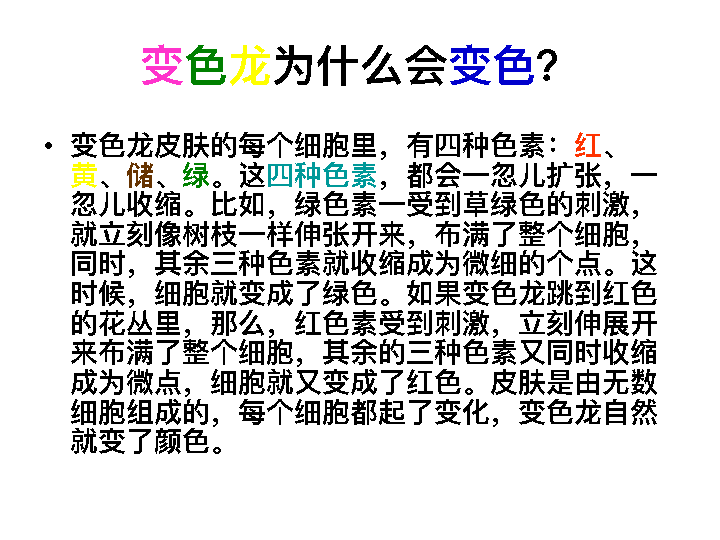 变色龙为什么会变色?
• 变色龙皮肤的每个细胞里，有四种色素：红、
黄、储、绿。这四种色素，都会一忽儿扩张，一
忽儿收缩。比如，绿色素一受到草绿色的刺激，
就立刻像树枝一样伸张开来，布满了整个细胞，
同时，其余三种色素就收缩成为微细的个点。这
时候，细胞就变成了绿色。如果变色龙跳到红色
的花丛里，那么，红色素受到刺激，立刻伸展开
来布满了整个细胞，其余的三种色素又同时收缩
成为微点，细胞就又变成了红色。皮肤是由无数
细胞组成的，每个细胞都起了变化，变色龙自然
就变了颜色。